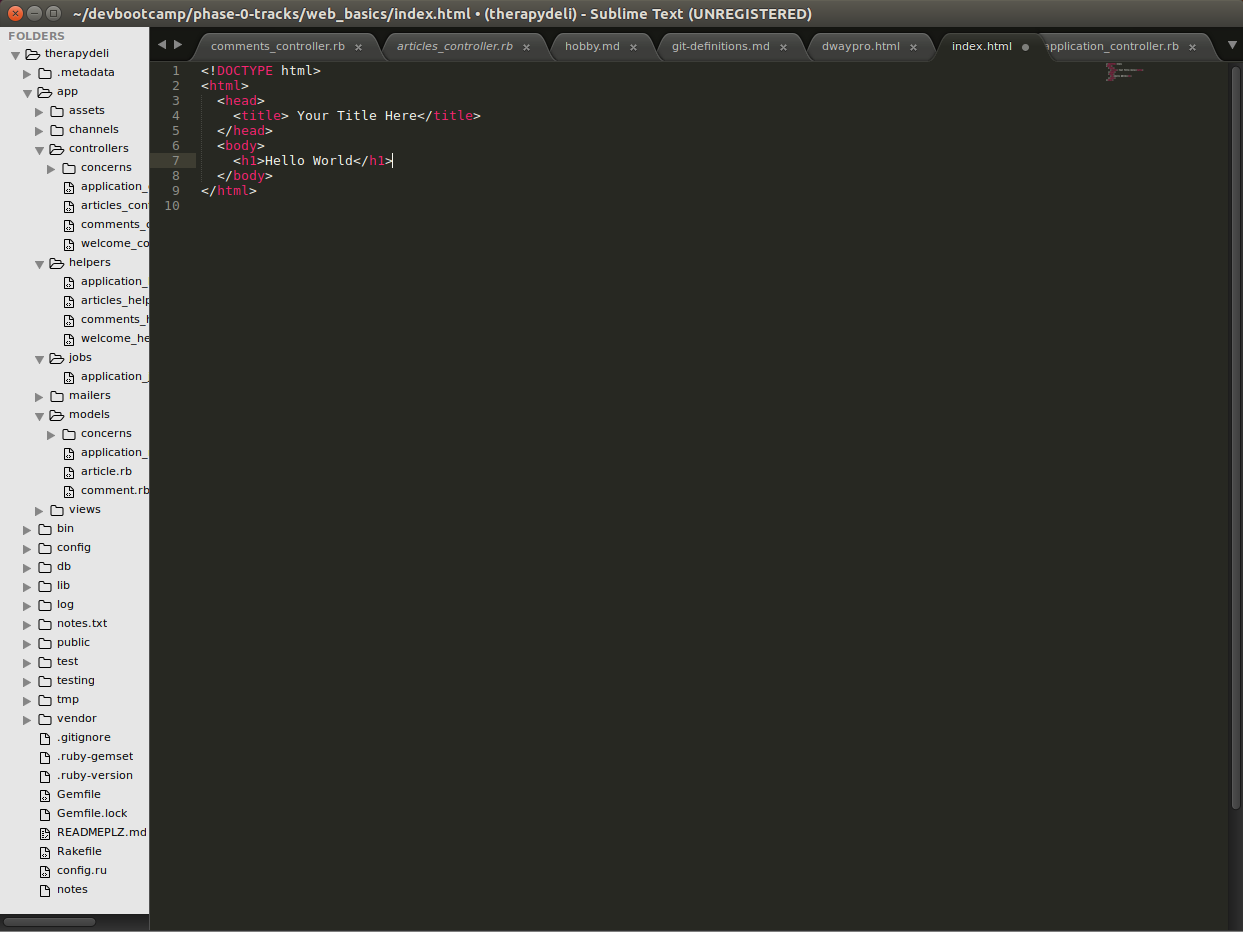 ~/devbootcamp/phase-0-tracks/web_basics/index.html • (therapydeli) - Sublime Text (UNREGISTERED)
FOLDERS
therapydeli
.metadata
app
assets
channels
controllers
concerns
application_
articles_con
comments_c
welcome_co
helpers
application_
articles_help
comments_h
welcome_he
jobs
application_
mailers
models
concerns
application_
article.rb
comment.rb
views
bin
config
db
lib
log
notes.txt
public
test
testing
tmp
vendor
.gitignore
.ruby-gemset
.ruby-version
Gemfile
Gemfile.lock
READMEPLZ.md
Rakefile
config.ru
notes
comments_controller.rb × articles_controller.rb × hobby.md × git-definitions.md × dwaypro.html × index.html ● application_controller.rb ×
1 <!DOCTYPE html>
2 <html>
3 <head>
4 <title> Your Title Here</title>
5 </head>
6 <body>
7 <h1>Hello World</h1>
8 </body>
9 </html>
10